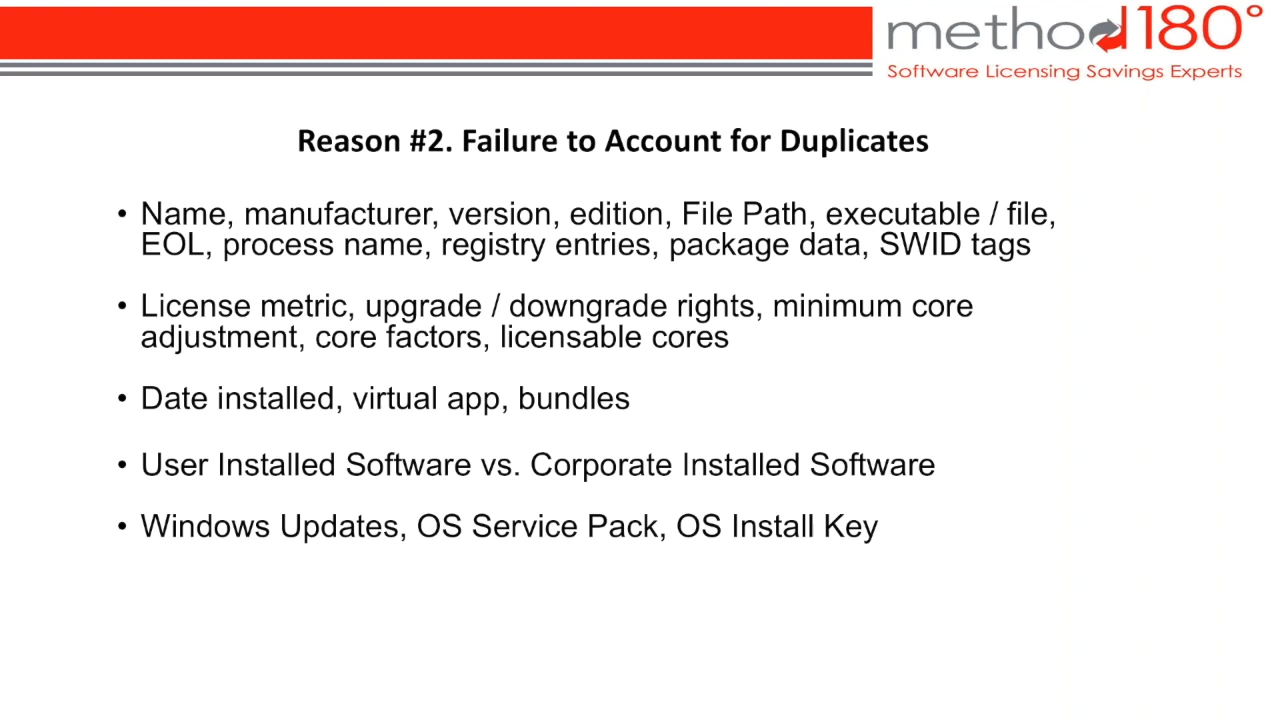 method180°
Software Licensing Savings Experts
Reason #2. Failure to Account for Duplicates
• Name, manufacturer, version, edition, File Path, executable / file,
EOL, process name, registry entries, package data, SWID tags
• License metric, upgrade / downgrade rights, minimum core
adjustment, core factors, licensable cores
• Date installed, virtual app, bundles
• User Installed Software vs. Corporate Installed Software
• Windows Updates, OS Service Pack, OS Install Key